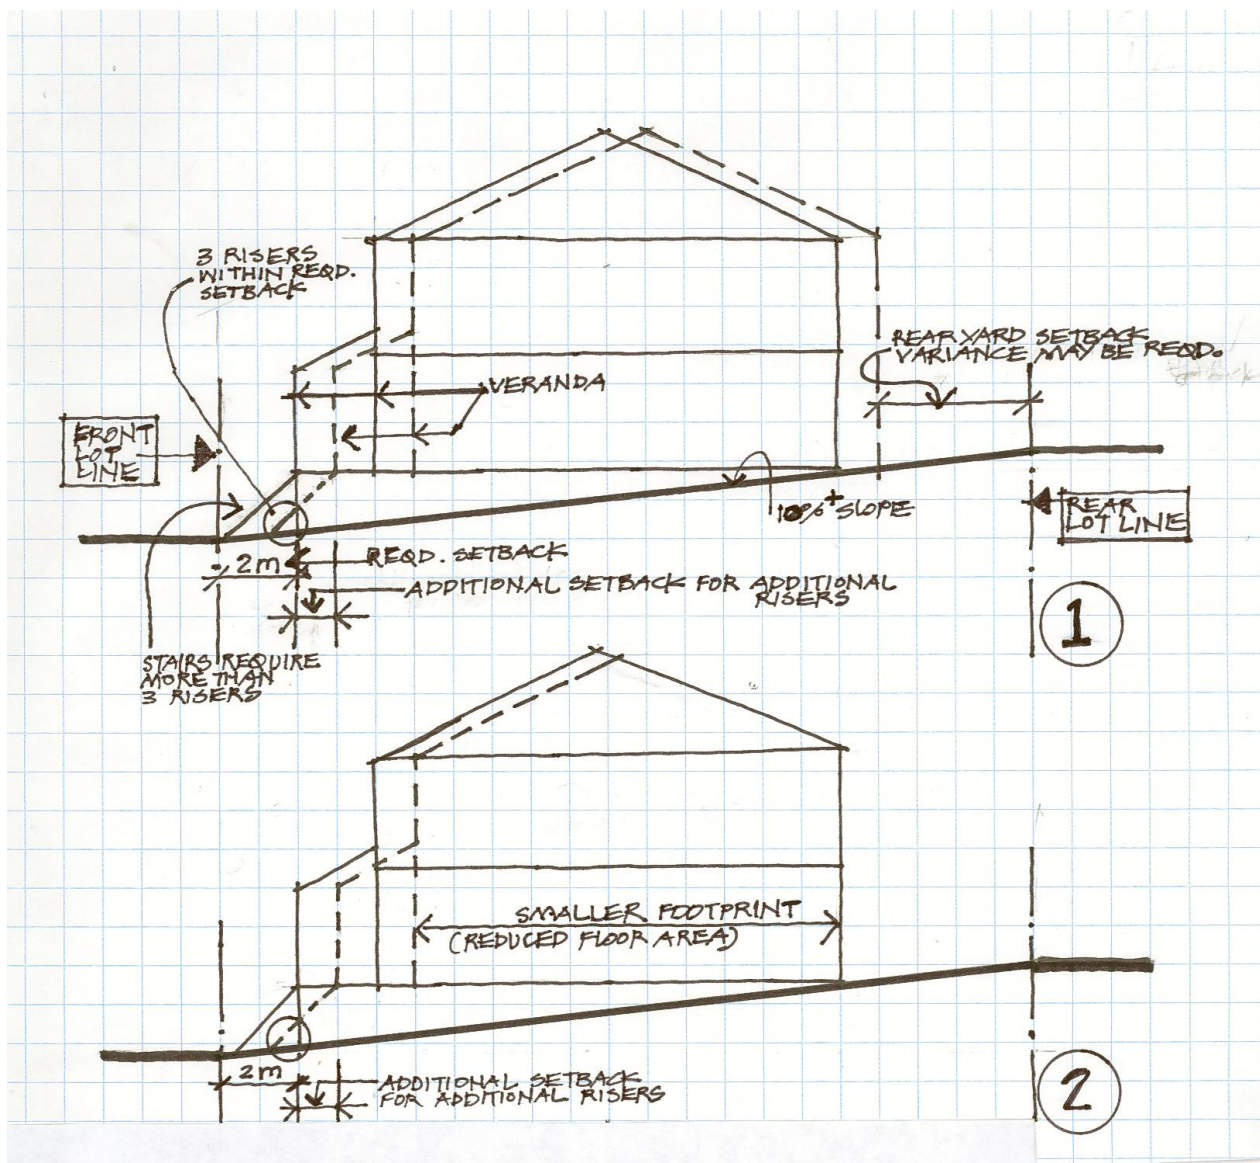 3 RISERS
WITHIN REQD.
SETBACK
REAR YARD SETBACK
VARIANCE MAY BE REQD.
VERANDA
FRONT
LOT
LINE
10%+ SLOPE
REAR
LOT LINE
2m
REQD. SETBACK
ADDITIONAL SETBACK FOR ADDITIONAL
RISERS
1
STAIRS REQUIRE
MORE THAN
3 RISERS
SMALLER FOOTPRINT
(REDUCED FLOOR AREA)
2m
ADDITIONAL SETBACK
FOR ADDITIONAL RISERS
2